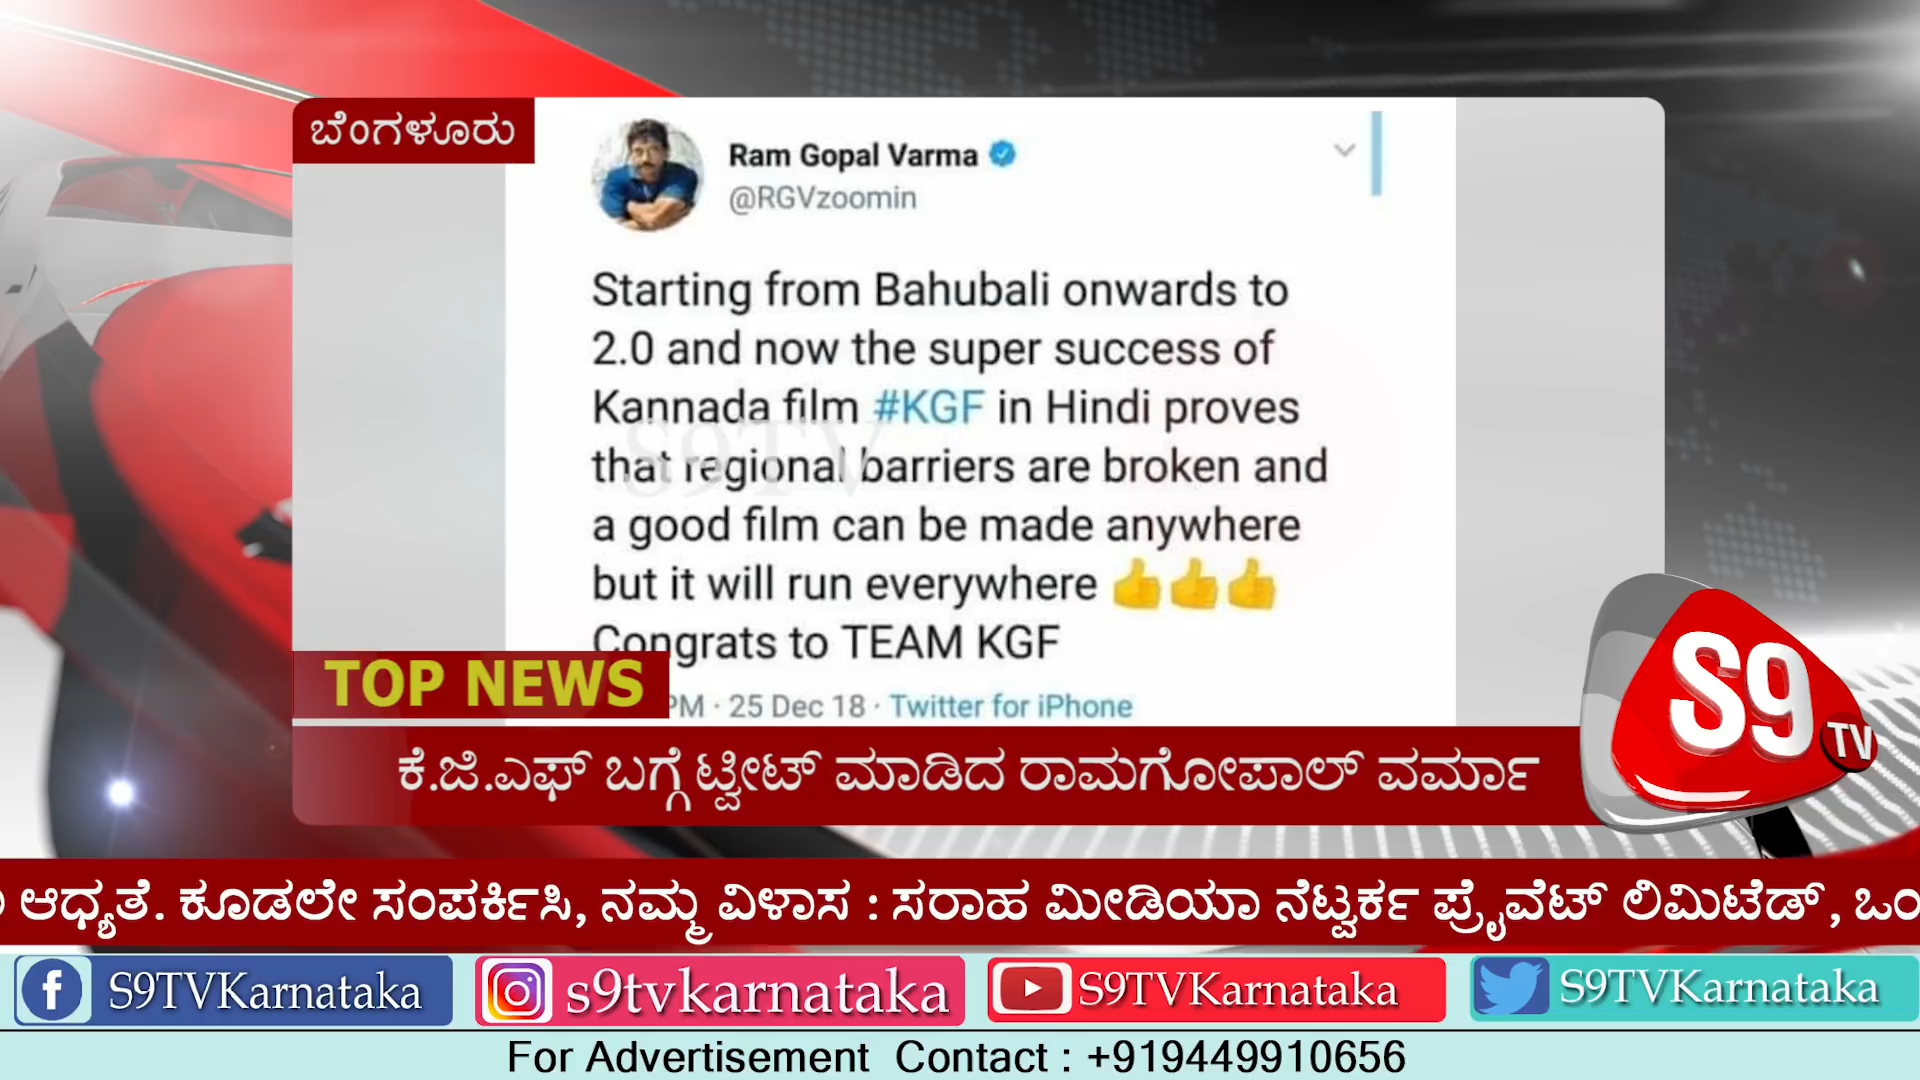 ಬೆಂಗಳೂರು
Ram Gopal Varma
@RGVzoomin
Starting from Bahubali onwards to
2.0 and now the super success of
Kannada film #KGF in Hindi proves
that regional barriers are broken and
a good film can be made anywhere
but it will run everywhere 👍👍👍
Congrats to TEAM KGF
PM · 25 Dec 18 · Twitter for iPhone
S9TV
TOP NEWS
S9
TV
ಕೆ.ಜಿ.ಎಫ್ ಬಗ್ಗೆ ಟ್ವೀಟ್ ಮಾಡಿದ ರಾಮಗೋಪಾಲ್ ವರ್ಮಾ
ಆಧ್ಯತೆ. ಕೂಡಲೇ ಸಂಪರ್ಕಿಸಿ, ನಮ್ಮ ವಿಳಾಸ : ಸರಾಹ ಮೀಡಿಯಾ ನೆಟ್ವರ್ಕ ಪ್ರೈವೆಟ್ ಲಿಮಿಟೆಡ್, ಒಂ
S9TVKarnataka s9tvkarnataka S9TVKarnataka S9TVKarnataka
For Advertisement Contact : +919449910656